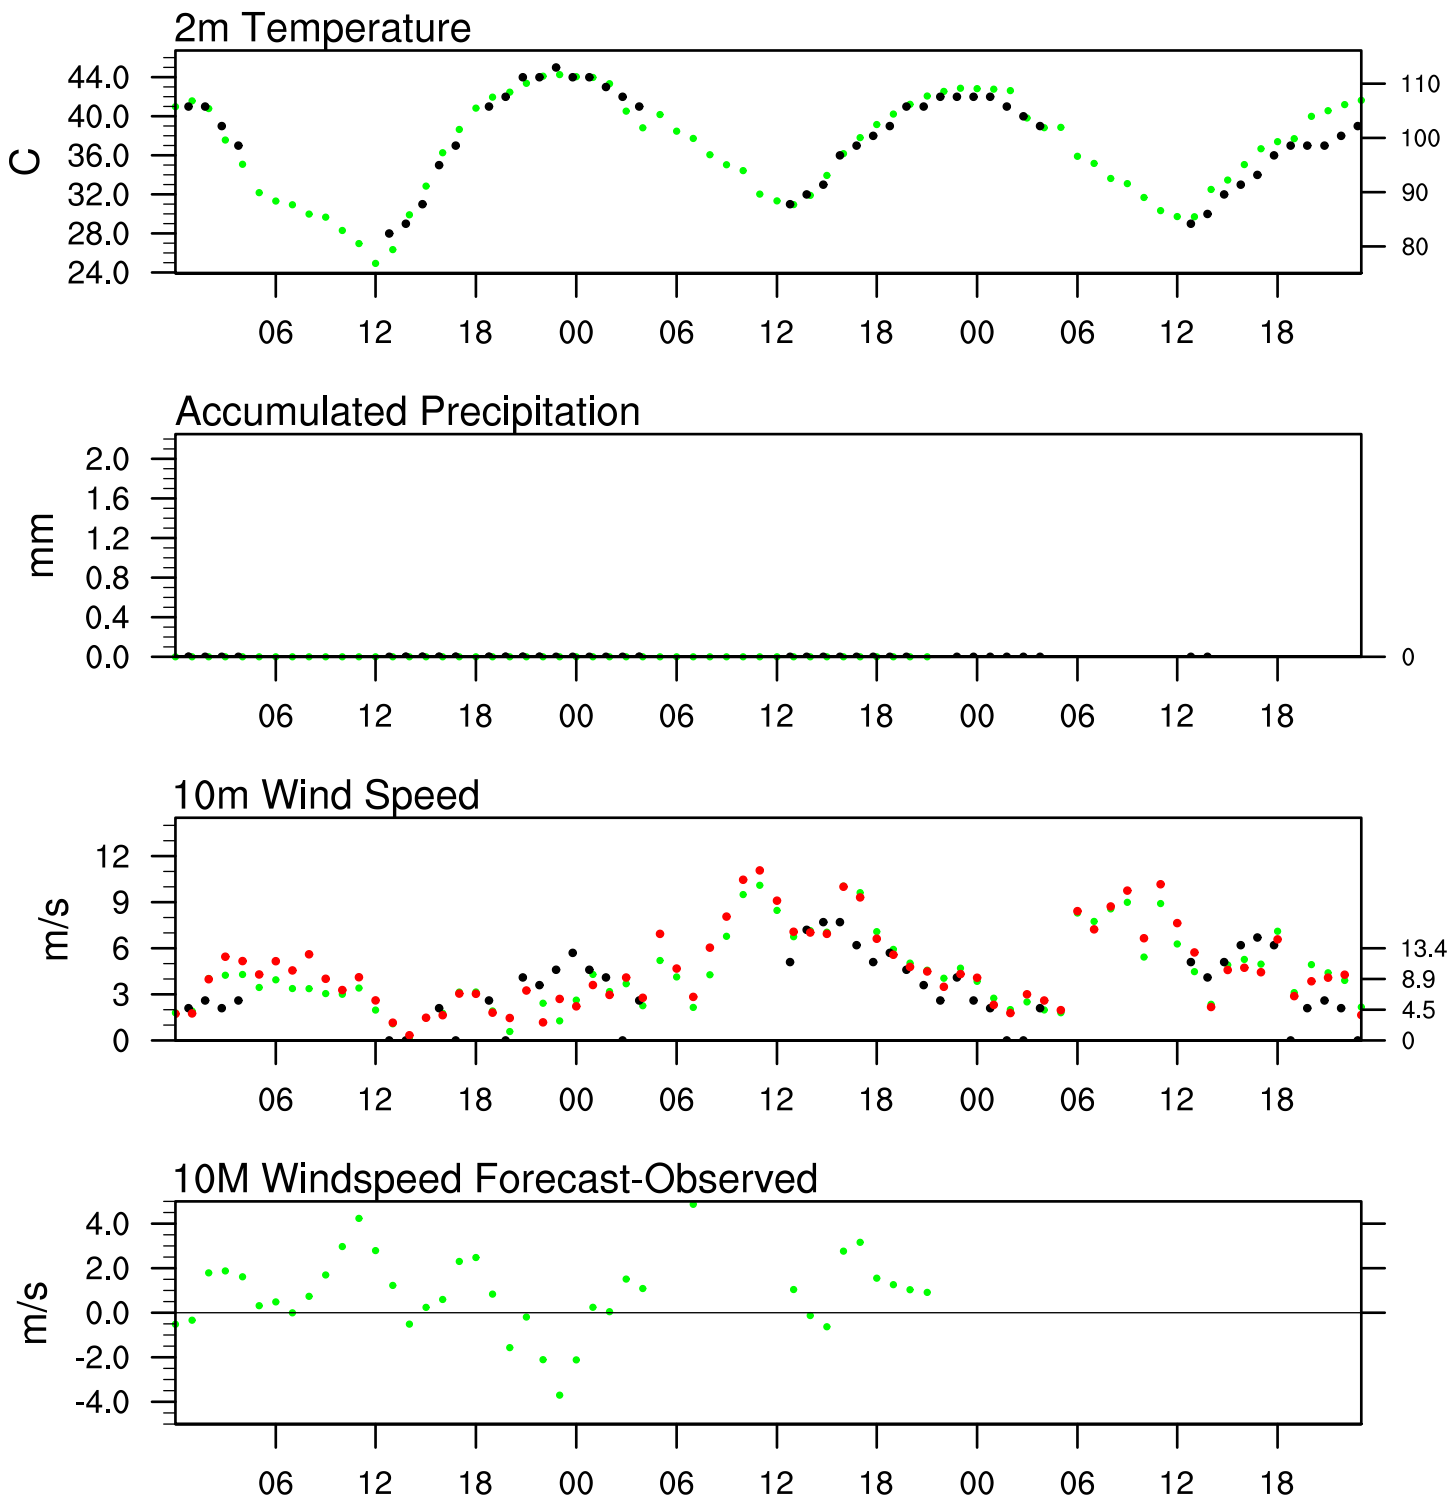 2m Temperature
44.0
40.0
36.0
32.0
28.0
24.0
C
110
100
90
80
06 12 18 00 06 12 18 00 06 12 18
Accumulated Precipitation
2.0
1.6
1.2
0.8
0.4
0.0
mm
0
06 12 18 00 06 12 18 00 06 12 18
10m Wind Speed
12
9
6
3
0
m/s
13.4
8.9
4.5
0
06 12 18 00 06 12 18 00 06 12 18
10M Windspeed Forecast-Observed
4.0
2.0
0.0
-2.0
-4.0
m/s
06 12 18 00 06 12 18 00 06 12 18